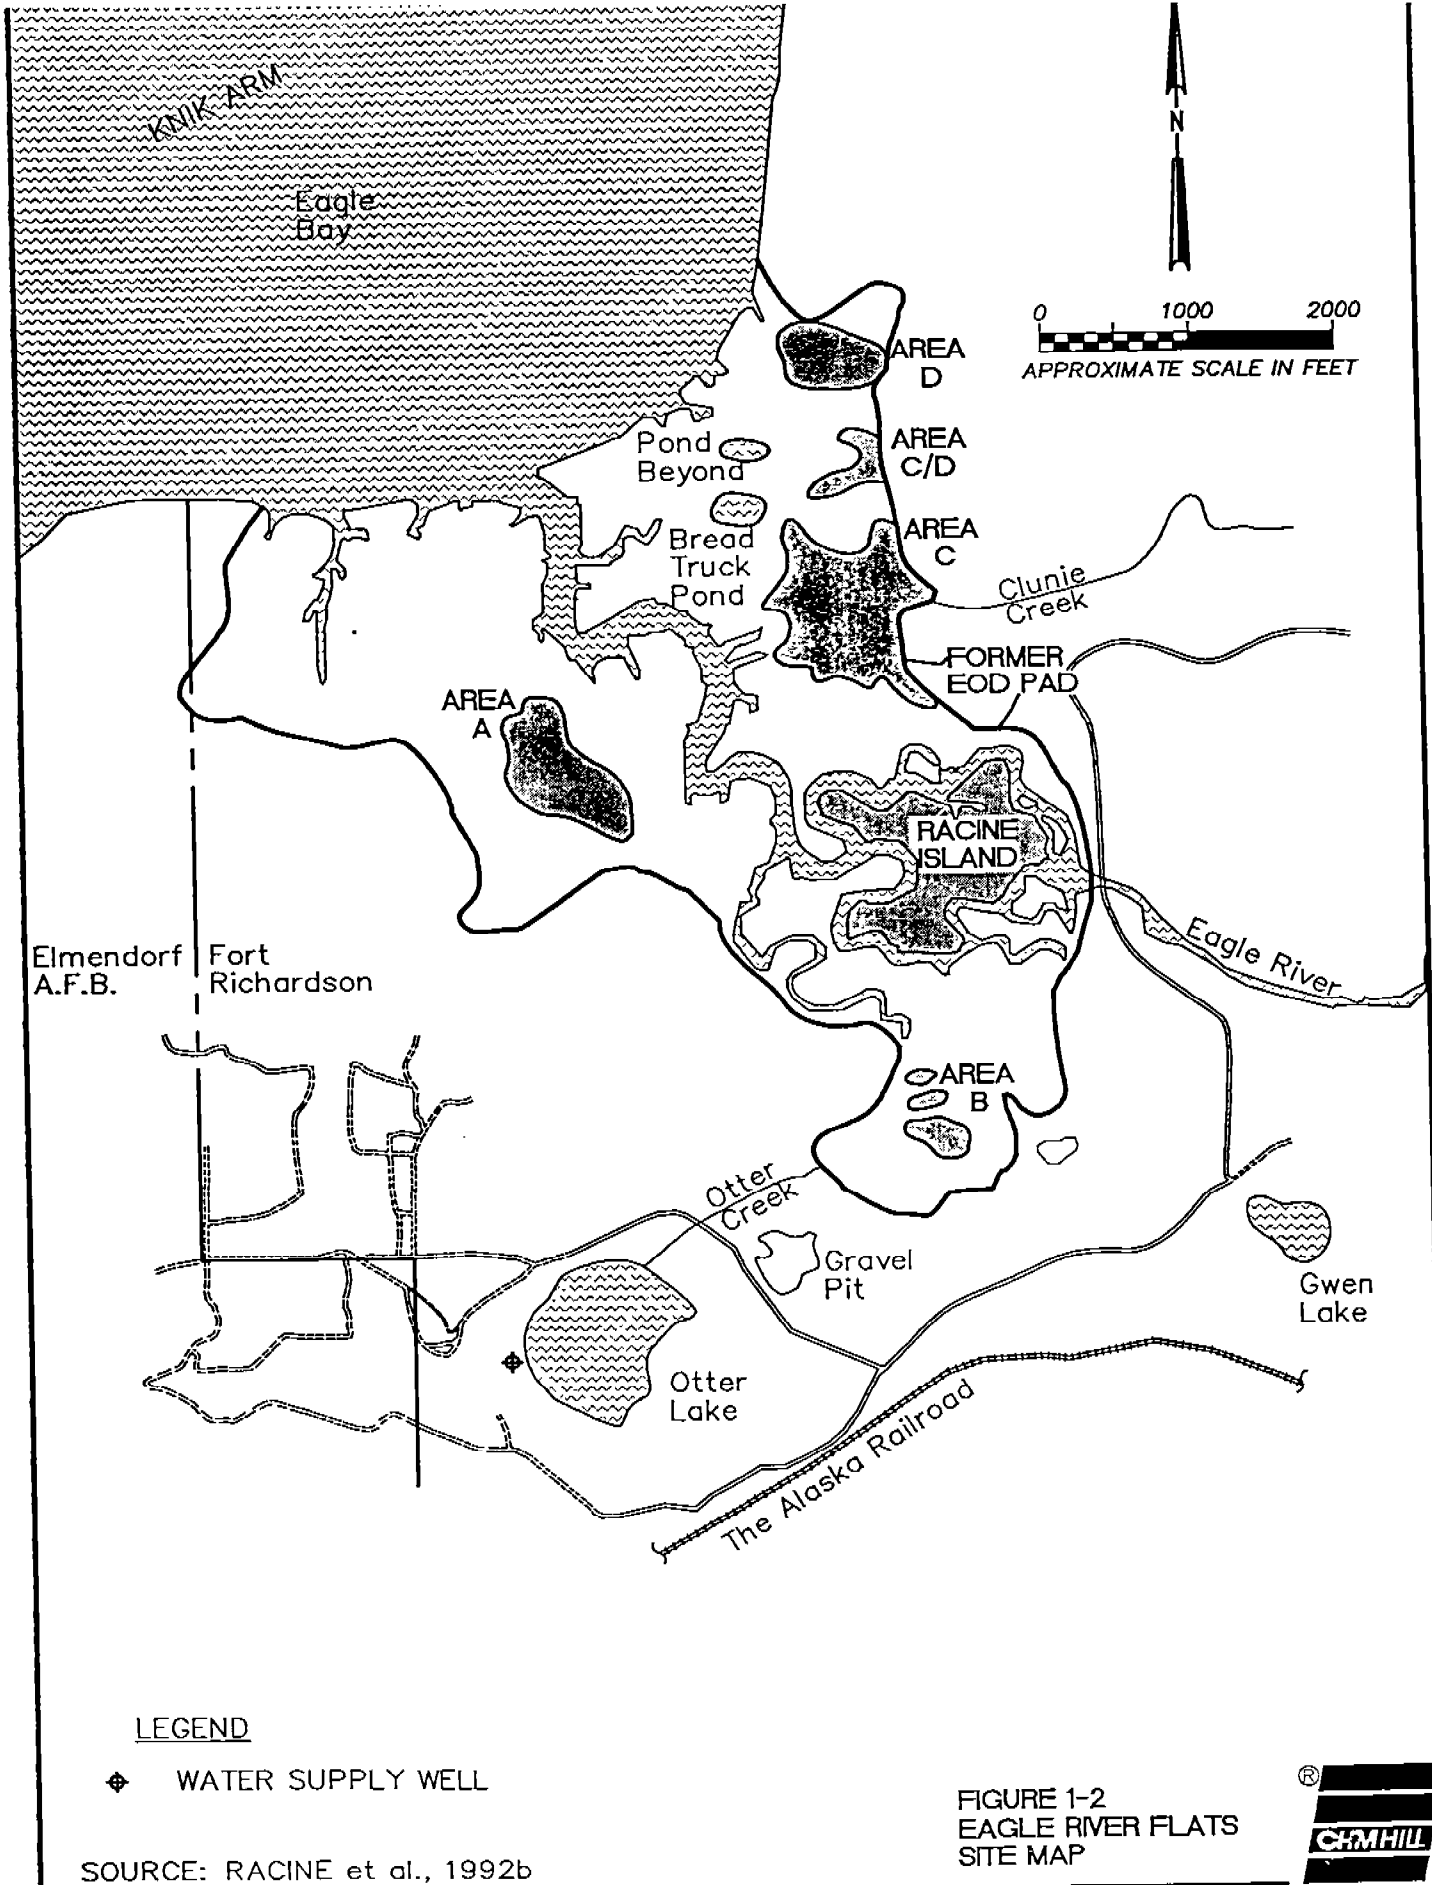 KNIK ARM
Eagle
Bay
N
0 1000 2000
APPROXIMATE SCALE IN FEET
AREA
D
Pond
Beyond
AREA
C/D
Bread
Truck
Pond
AREA
C
Clunie
Creek
FORMER
EOD PAD
AREA
A
RACINE
ISLAND
Eagle River
Elmendorf
A.F.B.
Fort
Richardson
AREA
B
Otter
Creek
Gravel
Pit
Gwen
Lake
Otter
Lake
The Alaska Railroad
LEGEND
WATER SUPPLY WELL
SOURCE: RACINE et al., 1992b
FIGURE 1-2
EAGLE RIVER FLATS
SITE MAP
®
CH2MHILL